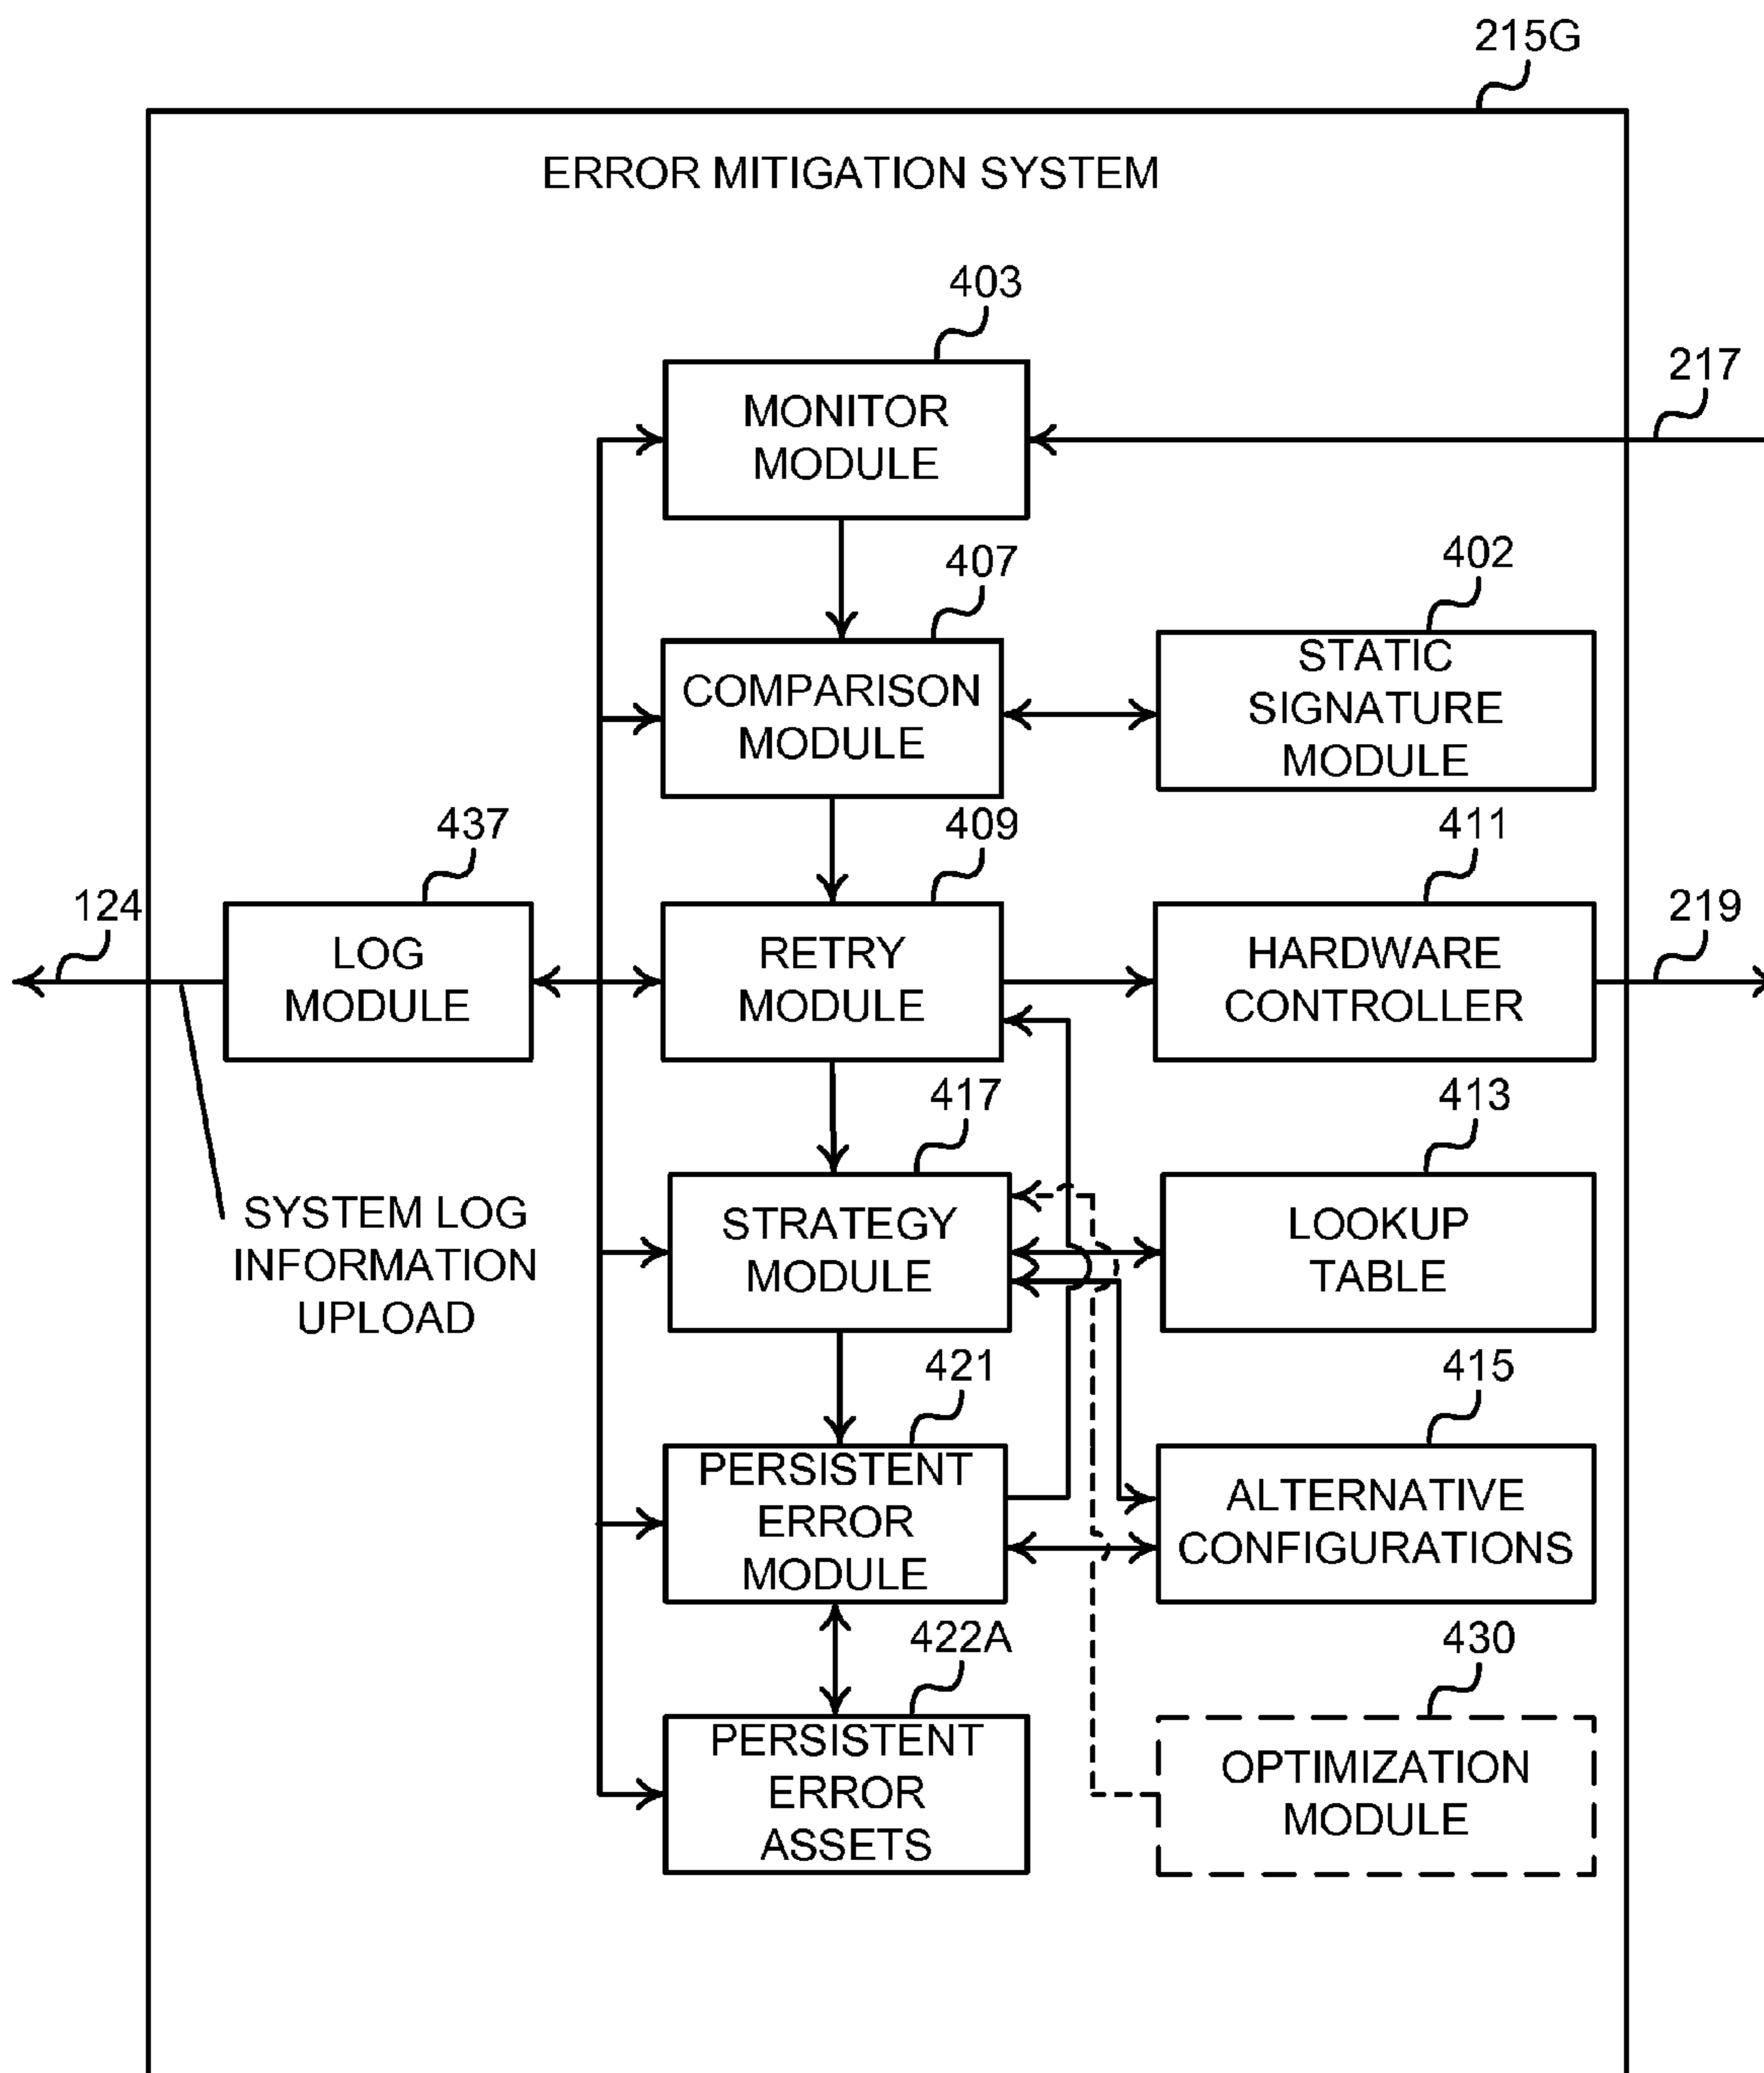 215G
ERROR MITIGATION SYSTEM
403
MONITOR
MODULE
217
407
COMPARISON
MODULE
402
STATIC
SIGNATURE
MODULE
124
437
LOG
MODULE
409
RETRY
MODULE
411
HARDWARE
CONTROLLER
219
SYSTEM LOG
INFORMATION
UPLOAD
417
STRATEGY
MODULE
413
LOOKUP
TABLE
421
PERSISTENT
ERROR
MODULE
415
ALTERNATIVE
CONFIGURATIONS
422A
PERSISTENT
ERROR
ASSETS
430
OPTIMIZATION
MODULE